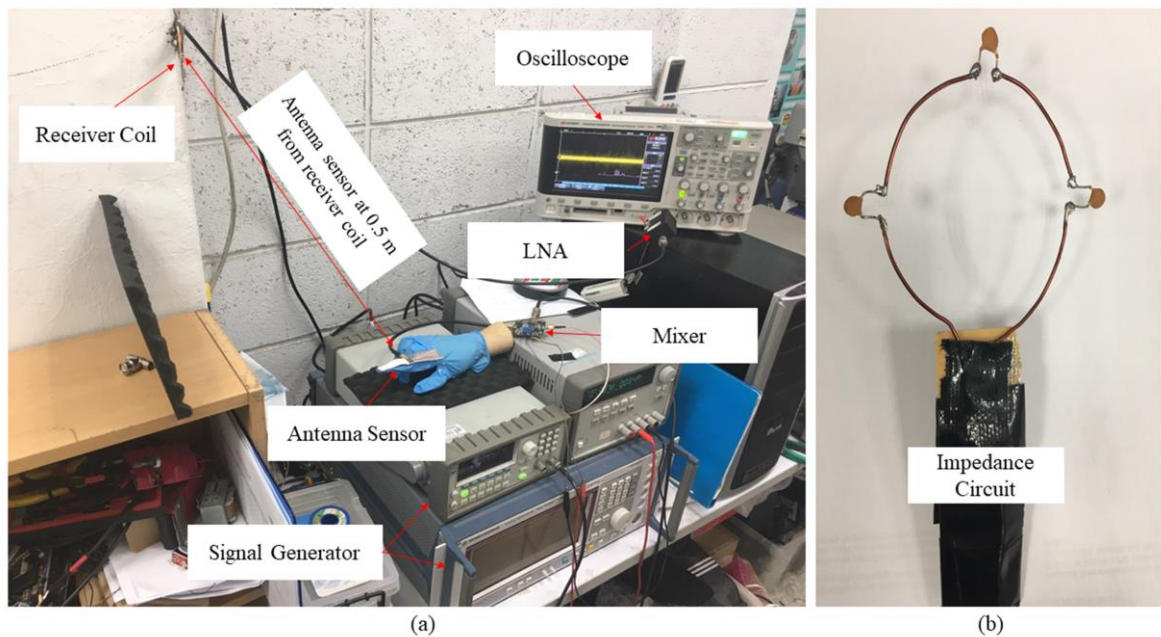 Oscilloscope
Receiver Coil
Antenna sensor at 0.5 m
from receiver coil
LNA
Mixer
Antenna Sensor
Signal Generator
Impedance
Circuit
(a)
(b)